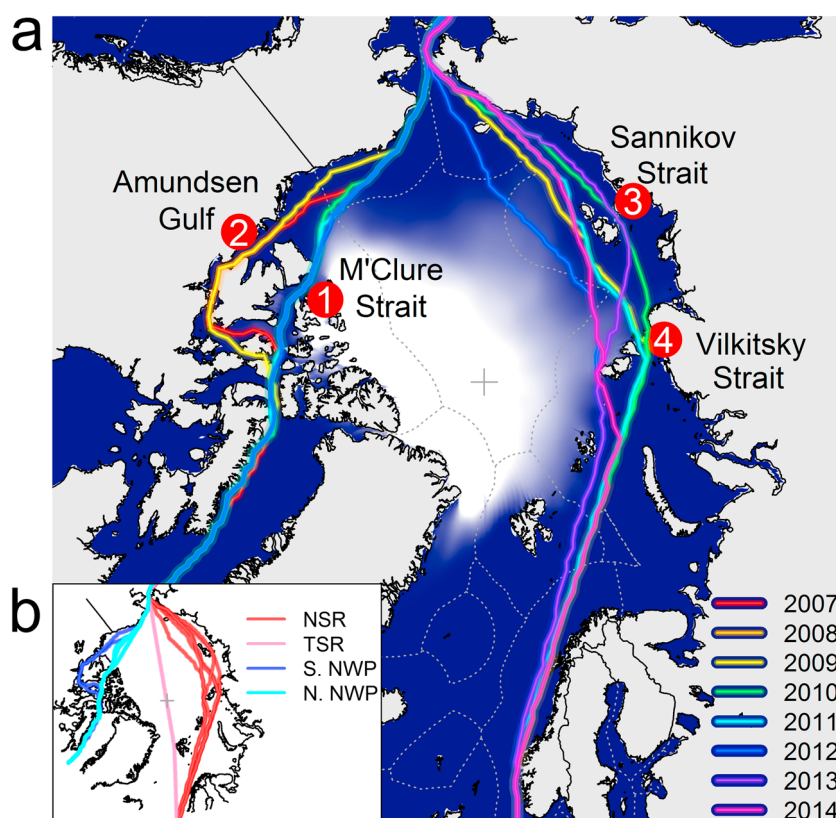 a
Sannikov
Strait
Amundsen
Gulf
3
2
M'Clure
Strait
1
4
Vilkitsky
Strait
b
NSR
TSR
S. NWP
N. NWP
2007
2008
2009
2010
2011
2012
2013
2014